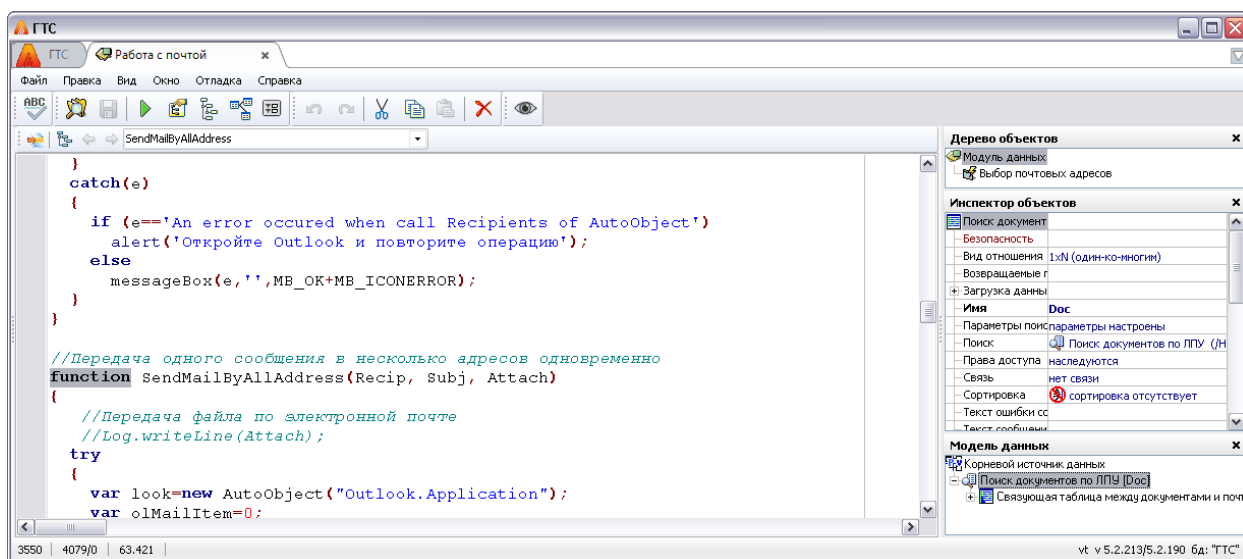 ГТС
ГТС
Работа с почтой
Файл Правка Вид Окно Отладка Справка
ABC
SendMailByAllAddress
}
catch(e)
{
if (e=='An error occured when call Recipients of AutoObject')
alert('Откройте Outlook и повторите операцию');
else
messageBox(e,'',MB_OK+MB_ICONERROR);
}
}
//Передача одного сообщения в несколько адресов одновременно
function SendMailByAllAddress(Recip, Subj, Attach)
{
//Передача файла по электронной почте
//Log.writeLine(Attach);
try
{
var look=new AutoObject("Outlook.Application");
var olMailItem=0;
Дерево объектов
Модуль данных
Выбор почтовых адресов
Инспектор объектов
Поиск документ
Безопасность
Вид отношения 1xN (один-ко-многим)
Возвращаемые г
Загрузка данны
Имя Doc
Параметры поис параметры настроены
Поиск Поиск документов по ЛПУ (/Н
Права доступа наследуются
Связь нет связи
Сортировка сортировка отсутствует
Текст ошибки сс
Текст сообщени
Модель данных
Корневой источник данных
Поиск документов по ЛПУ [Doc]
Связующая таблица между документами и почт
3550 4079/0 63.421
vt v 5.2.213/5.2.190 бд: "ГТС"